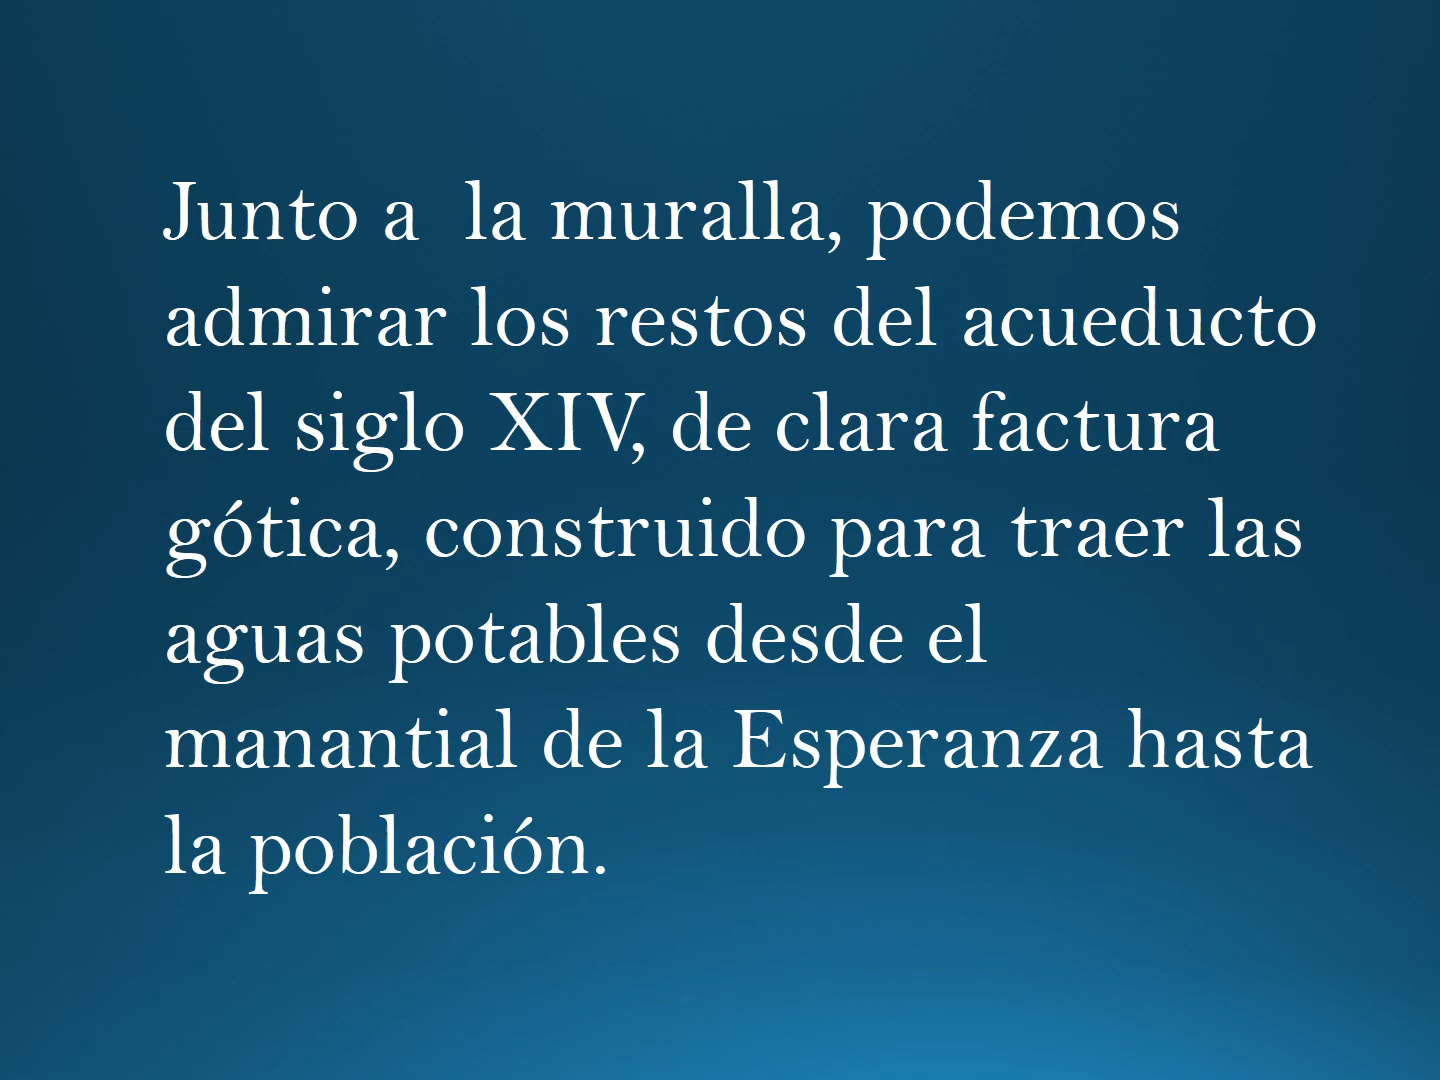 Junto a  la muralla, podemos
admirar los restos del acueducto
del siglo XIV, de clara factura
gótica, construido para traer las
aguas potables desde el
manantial de la Esperanza hasta
la población.